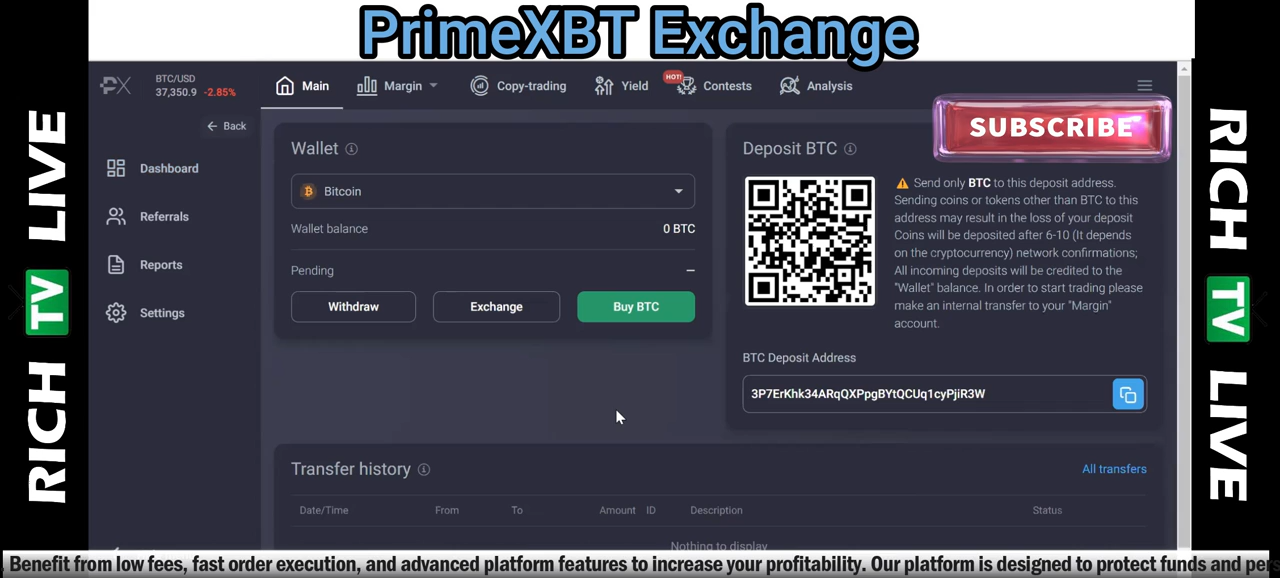 PrimeXBT Exchange
RICH TV LIVE
RICH TV LIVE
PX
BTC/USD
37,350.9 -2.85%
Main
Margin
Copy-trading
Yield
HOT!
Contests
Analysis
SUBSCRIBE
Back
Dashboard
Referrals
Reports
Settings
Wallet
Bitcoin
Wallet balance 0 BTC
Pending –
Withdraw
Exchange
Buy BTC
Deposit BTC
Send only BTC to this deposit address.
Sending coins or tokens other than BTC to this
address may result in the loss of your deposit
Coins will be deposited after 6-10 (It depends
on the cryptocurrency) network confirmations;
All incoming deposits will be credited to the
"Wallet" balance. In order to start trading please
make an internal transfer to your "Margin"
account.
BTC Deposit Address
3P7ErKhk34ARqQXPpgBYtQCUq1cyPjiR3W
Transfer history
All transfers
Date/Time From To Amount ID Description Status
Nothing to display
. Benefit from low fees, fast order execution, and advanced platform features to increase your profitability. Our platform is designed to protect funds and